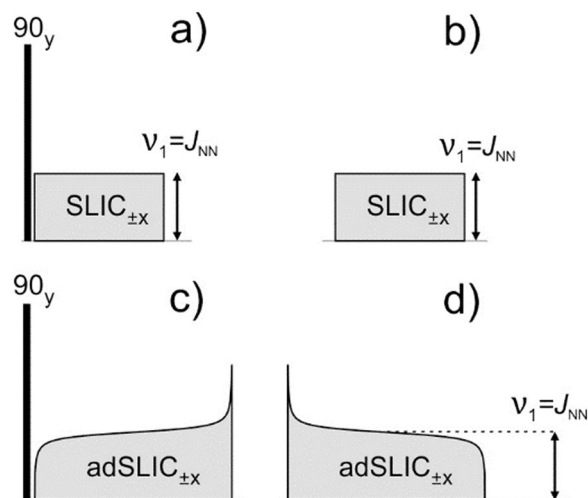 a)
b)
90y
ν1=JNN
SLIC±x
ν1=JNN
SLIC±x
c)
d)
90y
adSLIC±x
adSLIC±x
ν1=JNN